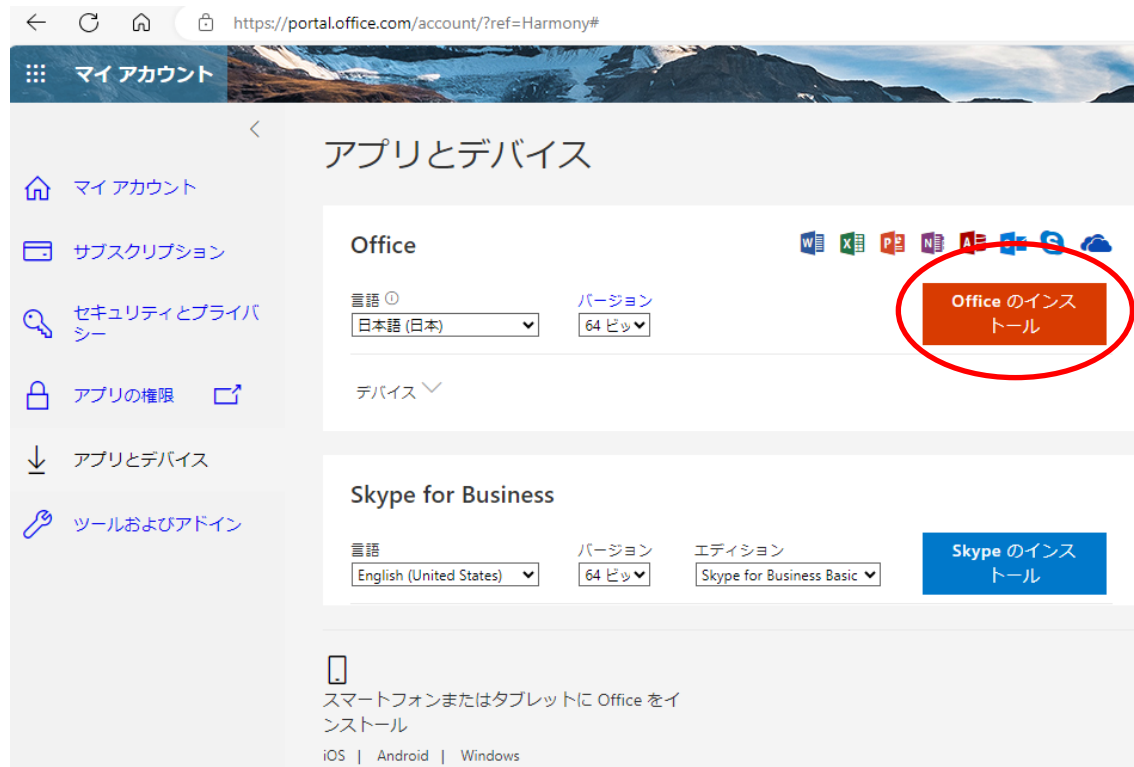 https://portal.office.com/account/?ref=Harmony#
マイ アカウント
アプリとデバイス
マイ アカウント
サブスクリプション
セキュリティとプライバ
シー
アプリの権限
アプリとデバイス
ツールおよびアドイン
Office
言語
バージョン
日本語 (日本)
64 ビッ
Office のインス
トール
デバイス
Skype for Business
言語
バージョン
エディション
English (United States)
64 ビッ
Skype for Business Basic
Skype のインス
トール
スマートフォンまたはタブレットに Office をイ
ンストール
iOS | Android | Windows